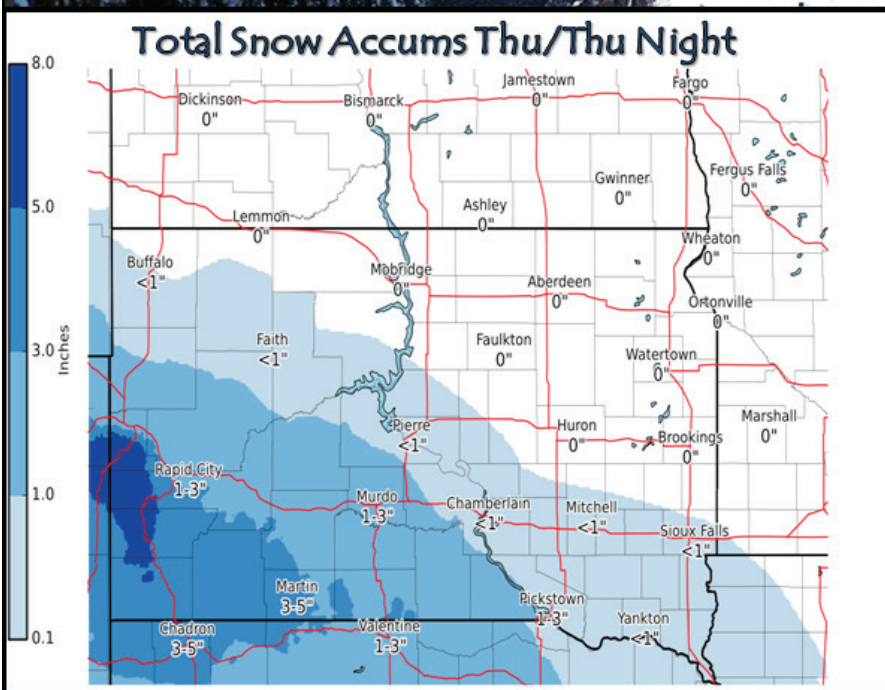 Total Snow Accums Thu/Thu Night
8.0
5.0
3.0
1.0
0.1
Inches
Dickinson
0"
Bismarck
0"
Jamestown
0"
Fargo
0"
Gwinner
0"
Fergus Falls
0"
Ashley
0"
Lemmon
0"
Wheaton
0"
Buffalo
<1"
Mobridge
0"
Aberdeen
0"
Ortonville
0"
Faith
<1"
Faulkton
0"
Watertown
0"
Pierre
<1"
Huron
0"
Brookings
0"
Marshall
0"
Rapid City
1-3"
Murdo
1-3"
Chamberlain
<1"
Mitchell
<1"
Sioux Falls
<1"
Martin
3-5"
Pickstown
1-3"
Yankton
<1"
Chadron
3-5"
Valentine
1-3"